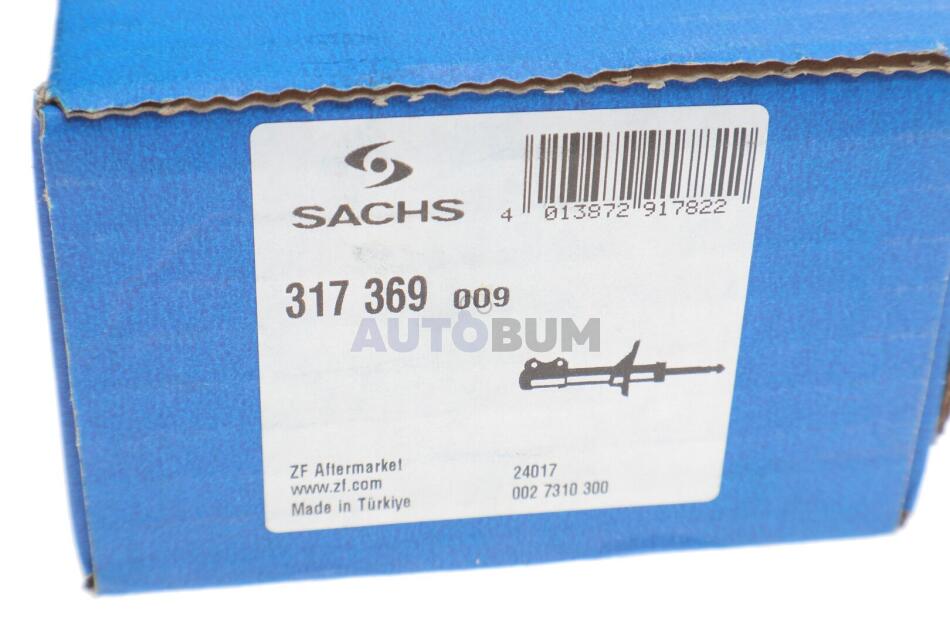 SACHS
4 013872 917822
317 369 009
AUTOBUM
ZF Aftermarket
www.zf.com
Made in Türkiye
24017
002 7310 300